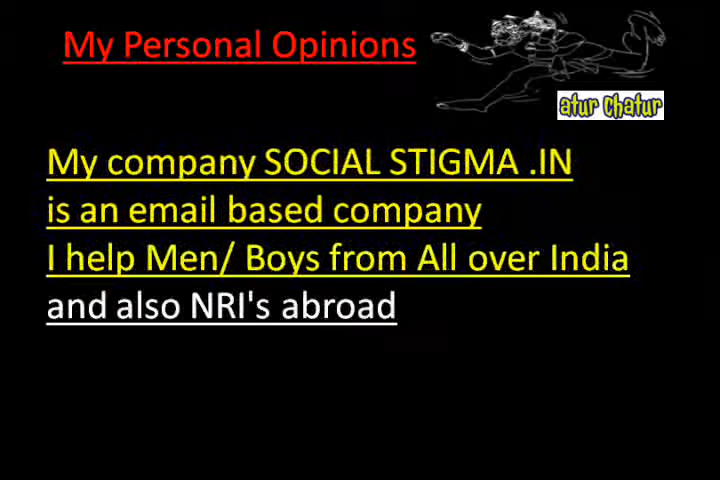 My Personal Opinions
atur chatur
My company SOCIAL STIGMA .IN
is an email based company
I help Men/ Boys from All over India
and also NRI's abroad